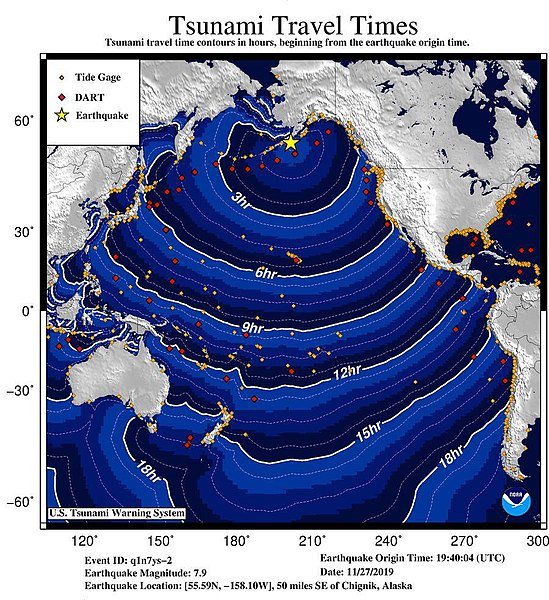 Tsunami Travel Times
Tsunami travel time contours in hours, beginning from the earthquake origin time.
Tide Gage
DART
Earthquake
60°
30°
0°
−30°
−60°
3hr
6hr
9hr
12hr
15hr
18hr
18hr
NOAA
U.S. Tsunami Warning System
120° 150° 180° 210° 240° 270° 300°
Event ID: q1n7ys−2
Earthquake Magnitude: 7.9
Earthquake Location: [55.59N, −158.10W], 50 miles SE of Chignik, Alaska
Earthquake Origin Time: 19:40:04 (UTC)
Date: 11/27/2019